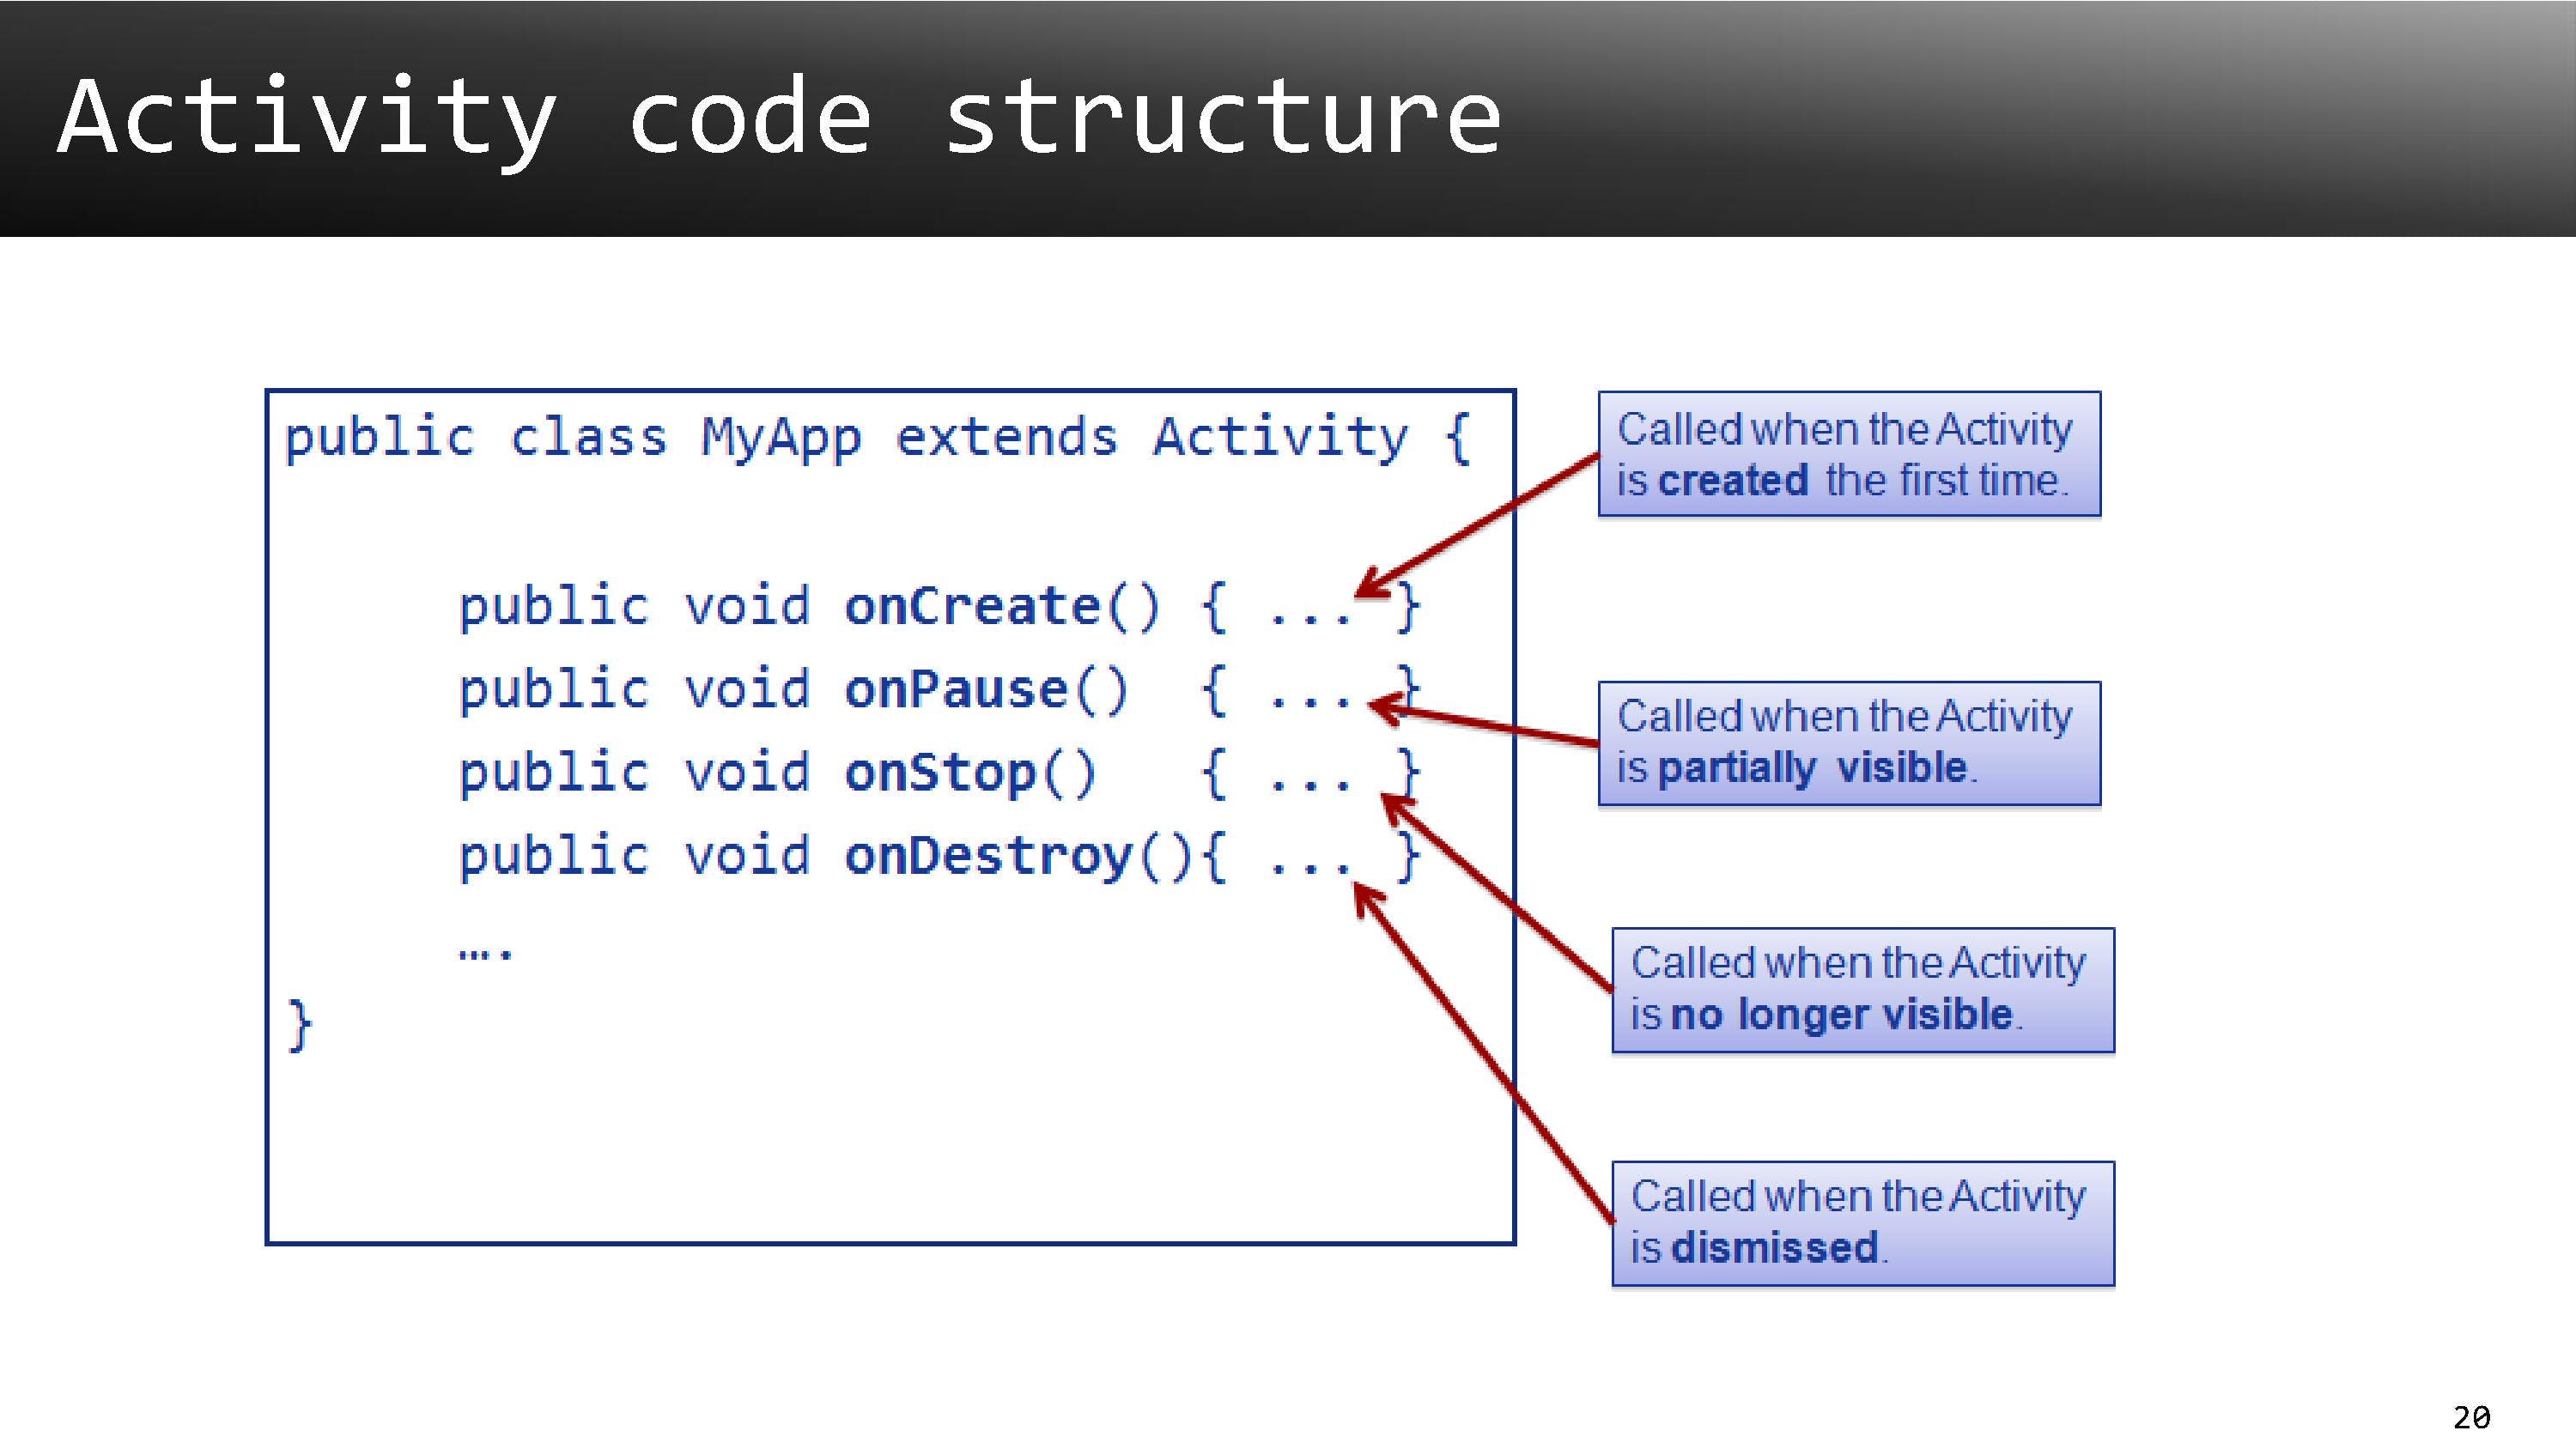 Activity code structure
public class MyApp extends Activity {
public void onCreate() { ... }
public void onPause() { ... }
public void onStop() { ... }
public void onDestroy(){ ... }
….
}
Called when the Activity
is created the first time.
Called when the Activity
is partially visible.
Called when the Activity
is no longer visible.
Called when the Activity
is dismissed.
20